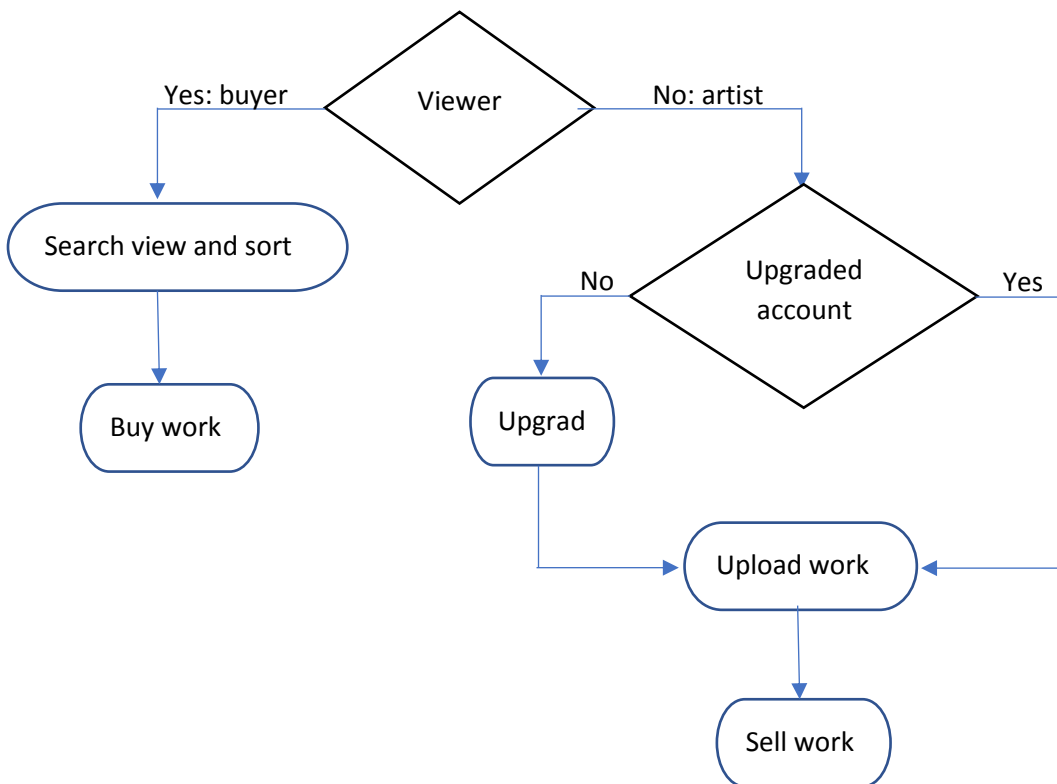 Viewer
Yes: buyer
No: artist
Search view and sort
Upgraded
account
No
Yes
Buy work
Upgrad
Upload work
Sell work